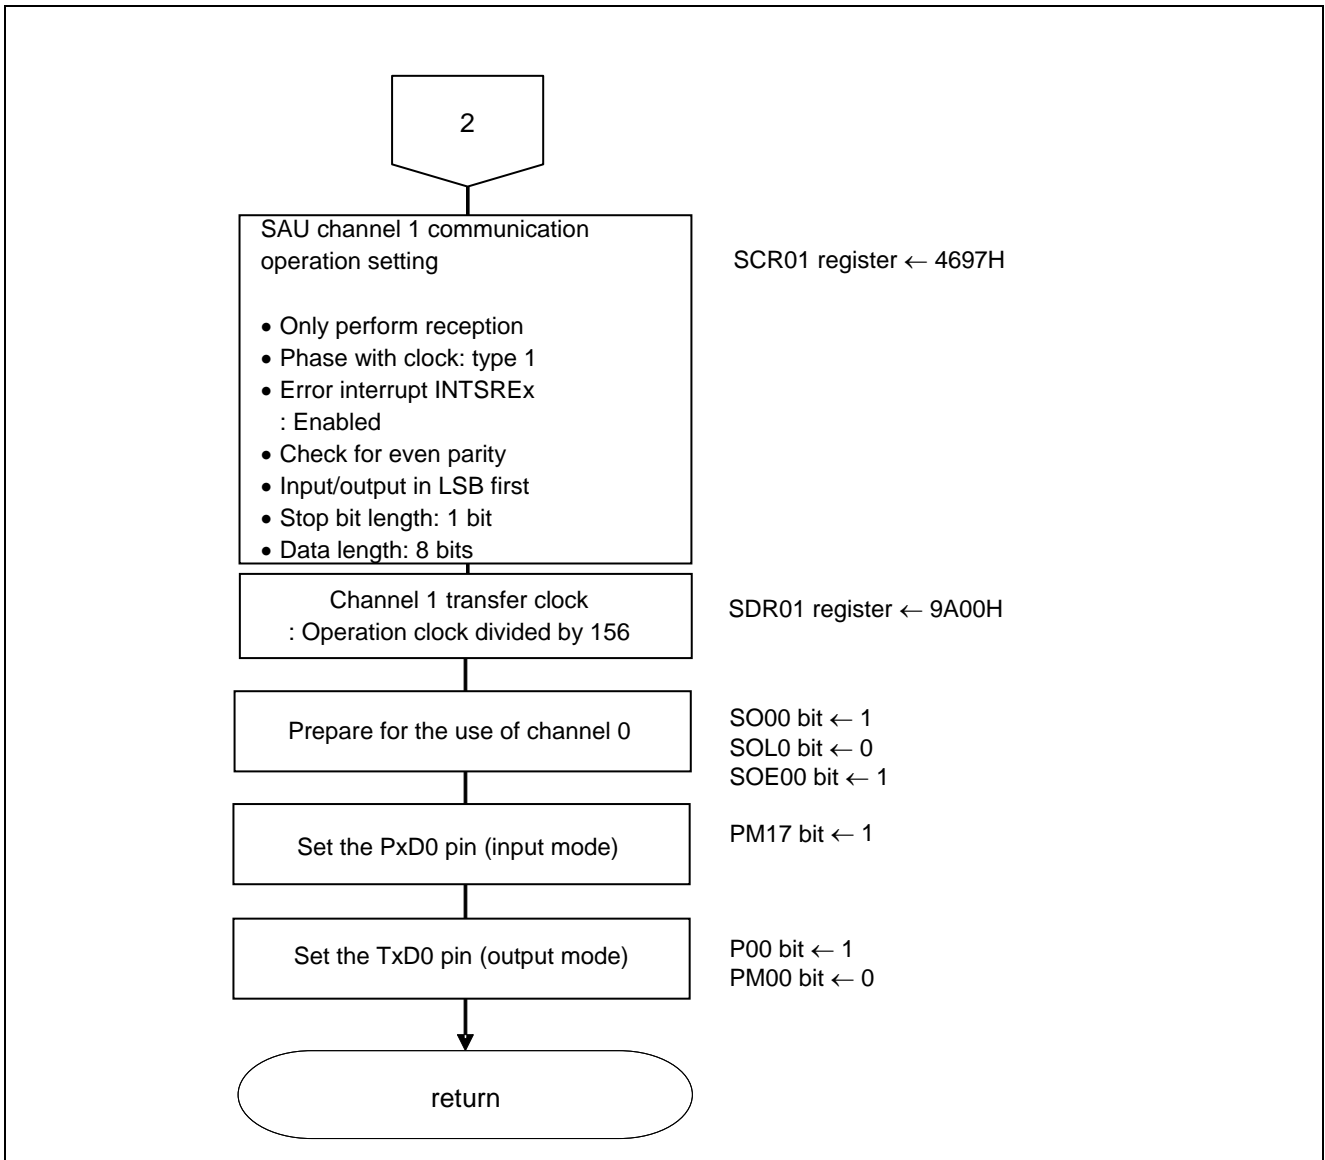 2
SAU channel 1 communication
operation setting
SCR01 register ← 4697H
• Only perform reception
• Phase with clock: type 1
• Error interrupt INTSREx
: Enabled
• Check for even parity
• Input/output in LSB first
• Stop bit length: 1 bit
• Data length: 8 bits
Channel 1 transfer clock
: Operation clock divided by 156
SDR01 register ← 9A00H
Prepare for the use of channel 0
SO00 bit ← 1
SOL0 bit ← 0
SOE00 bit ← 1
Set the PxD0 pin (input mode)
PM17 bit ← 1
Set the TxD0 pin (output mode)
P00 bit ← 1
PM00 bit ← 0
return